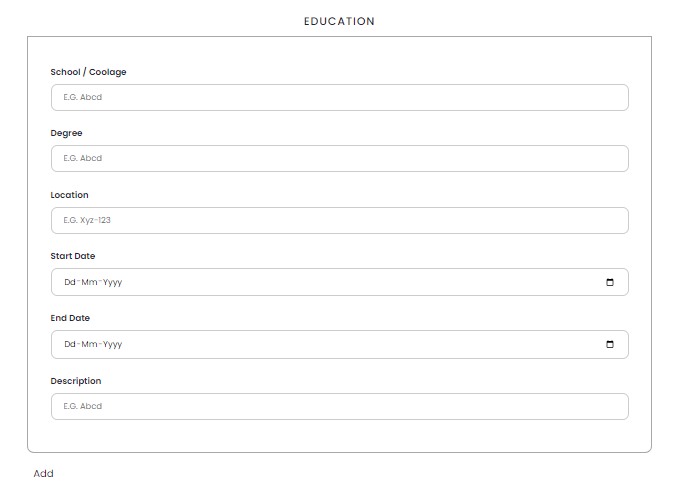 EDUCATION
School / Coolage
E.G. Abcd
Degree
E.G. Abcd
Location
E.G. Xyz-123
Start Date
Dd-Mm-Yyyy
End Date
Dd-Mm-Yyyy
Description
E.G. Abcd
Add